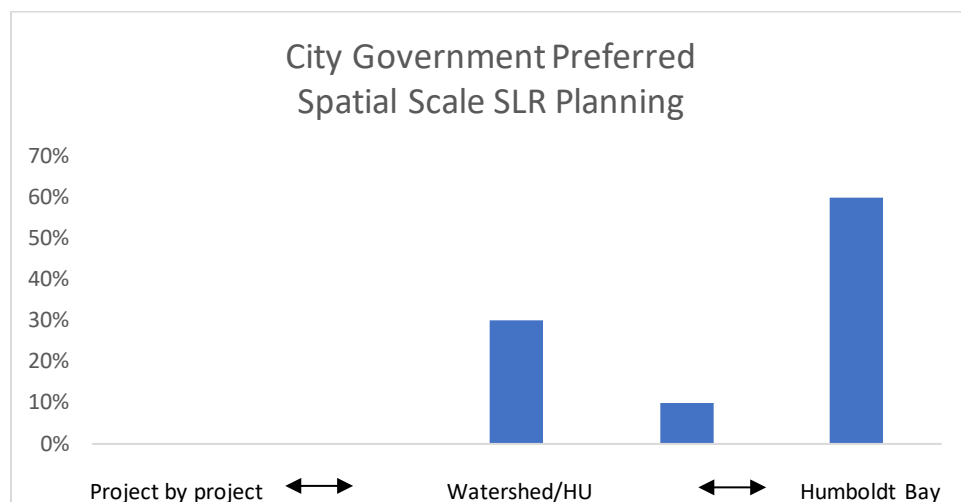 City Government Preferred
Spatial Scale SLR Planning
70%
60%
50%
40%
30%
20%
10%
0%
Project by project Watershed/HU Humboldt Bay